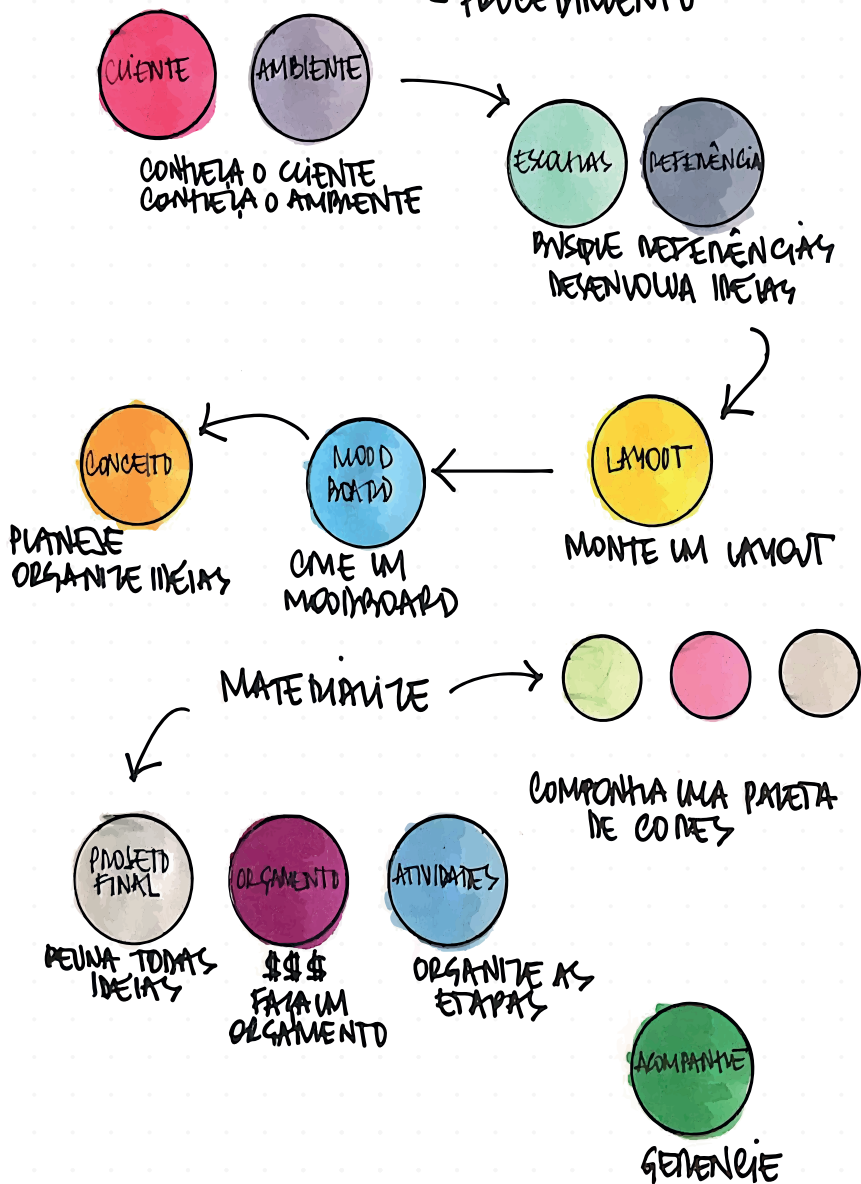 - PROCEDIMENTO
CLIENTE
AMBIENTE
CONHEÇA O CLIENTE
CONHEÇA O AMBIENTE
ESCOLHAS
REFERÊNCIA
BUSQUE REFERÊNCIAS
DESENVOLVA IDEIAS
LAYOUT
MONTE UM LAYOUT
MOOD
BOARD
CRIE UM
MOODBOARD
CONCEITO
PLANEJE
ORGANIZE IDEIAS
MATERIALIZE
COMPONHA UMA PALETA
DE CORES
PROJETO
FINAL
REUNA TODAS
IDEIAS
ORÇAMENTO
$$$
FAÇA UM
ORÇAMENTO
ATIVIDADES
ORGANIZE AS
ETAPAS
ACOMPANHE
GERENCIE